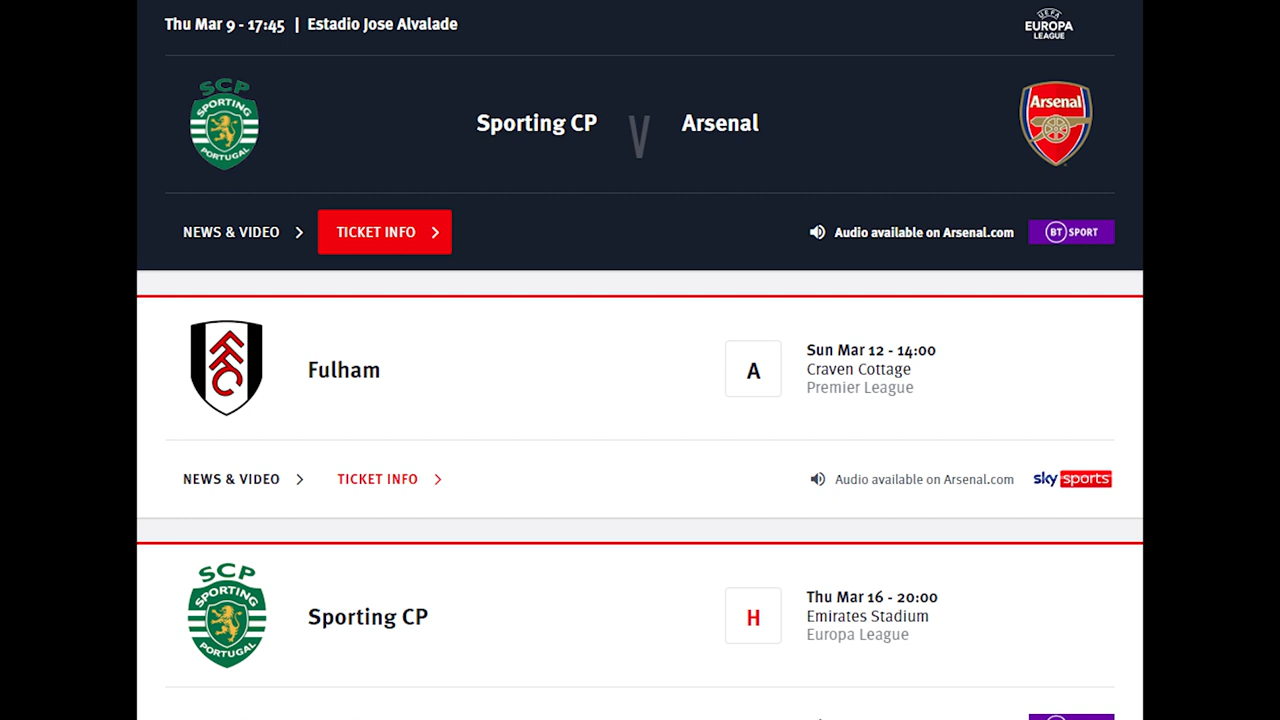 Thu Mar 9 - 17:45 | Estadio Jose Alvalade
UEFA
EUROPA
LEAGUE
SCP
SPORTING
PORTUGAL
Sporting CP V Arsenal
Arsenal
NEWS & VIDEO > TICKET INFO >
Audio available on Arsenal.com
BT SPORT
FFC
Fulham
A
Sun Mar 12 - 14:00
Craven Cottage
Premier League
NEWS & VIDEO > TICKET INFO >
Audio available on Arsenal.com
sky sports
SCP
SPORTING
PORTUGAL
Sporting CP
H
Thu Mar 16 - 20:00
Emirates Stadium
Europa League